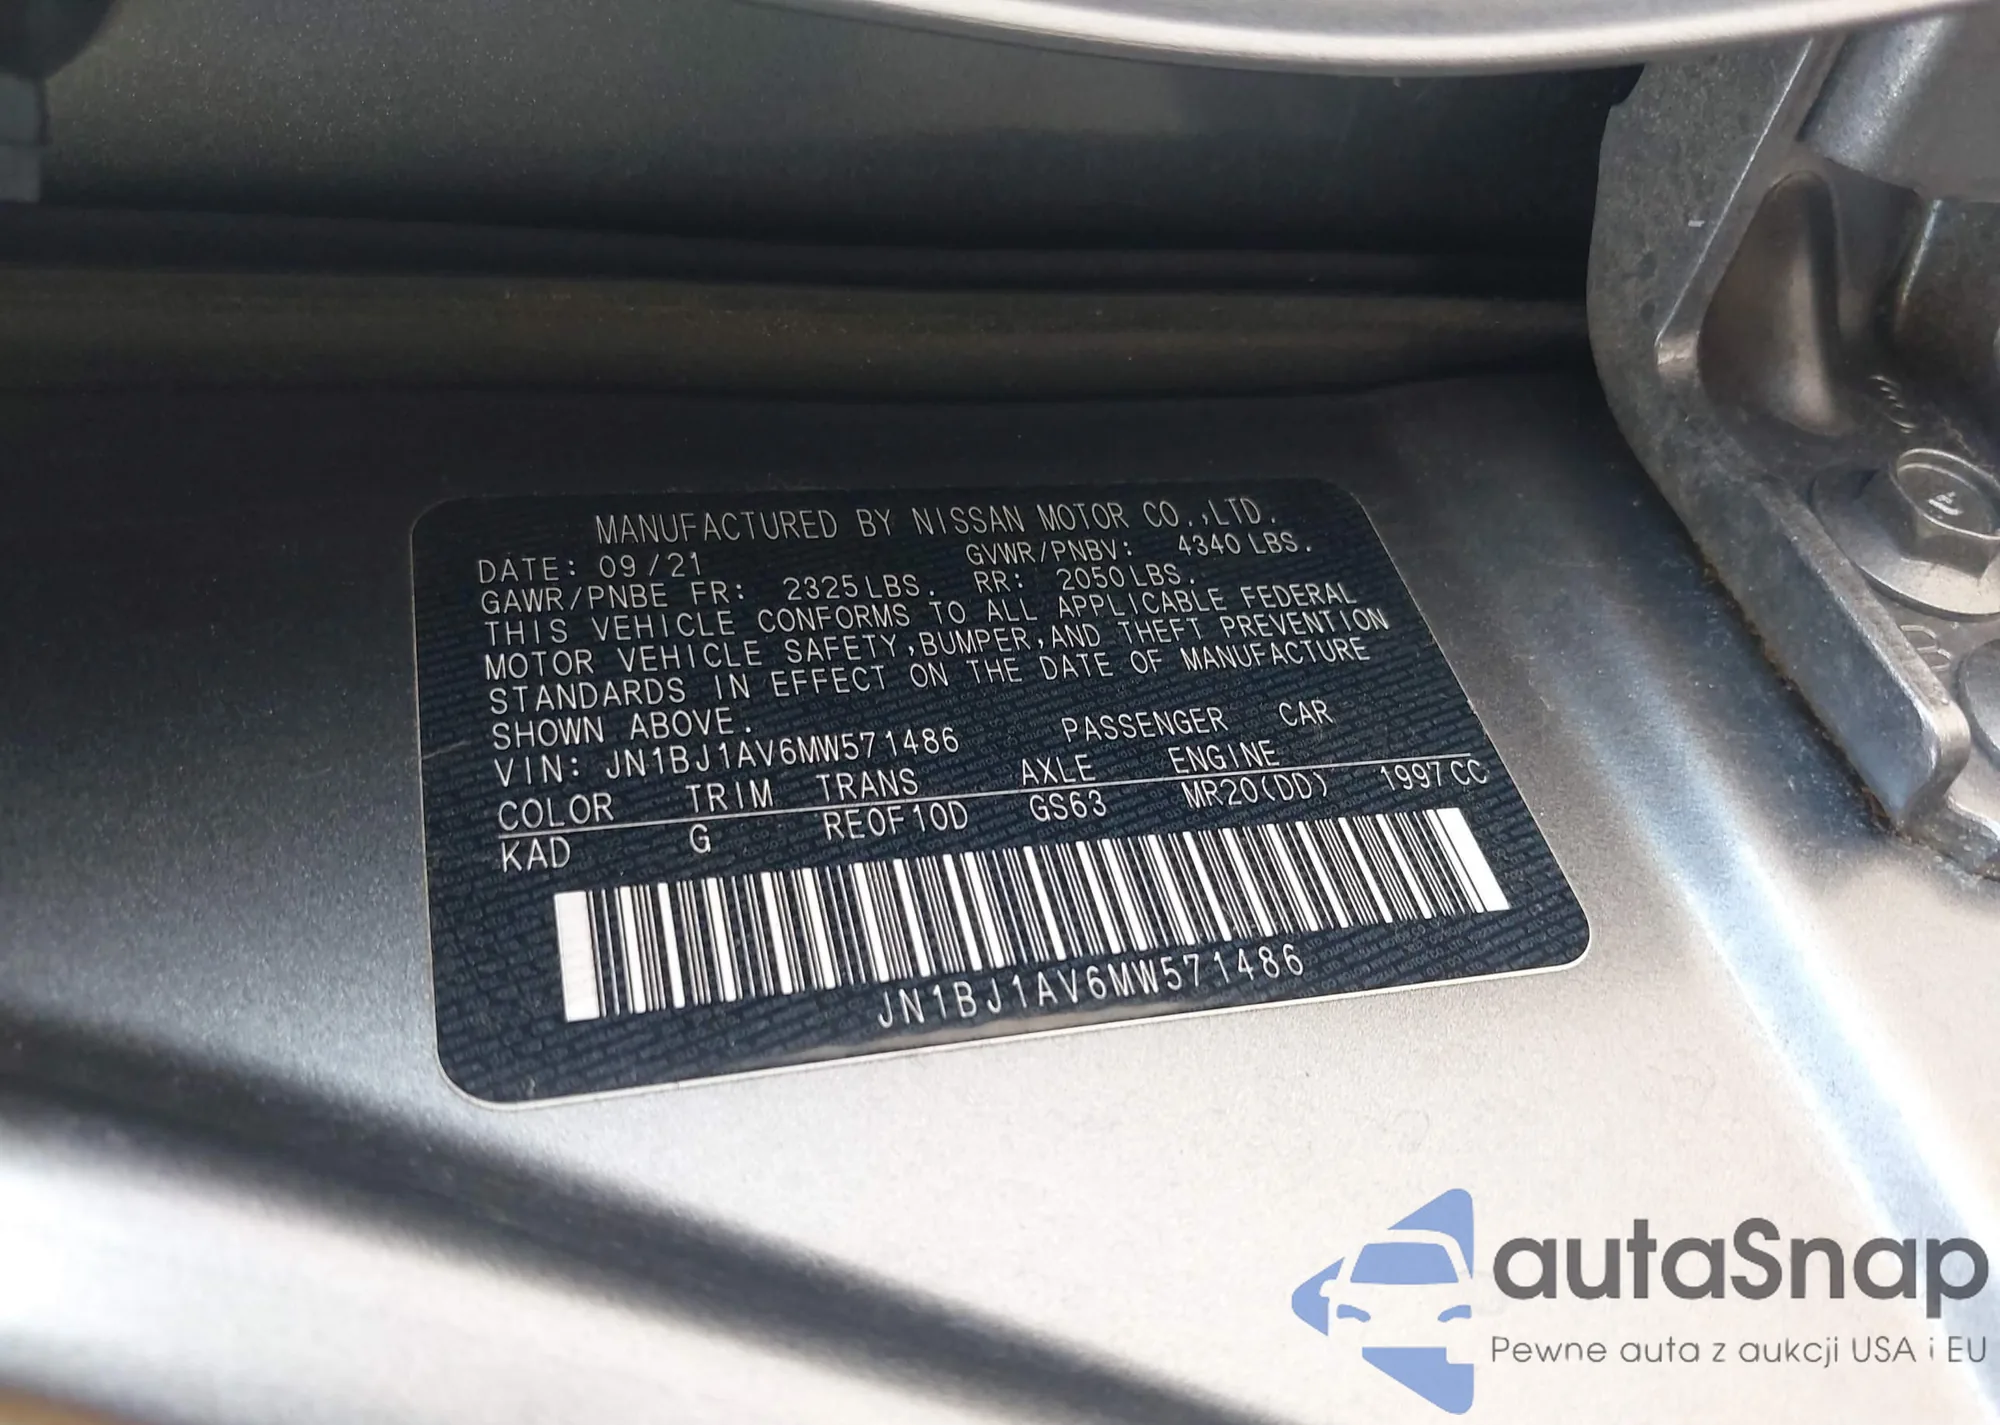 MANUFACTURED BY NISSAN MOTOR CO.,LTD.
DATE: 09/21 GVWR/PNBV: 4340 LBS.
GAWR/PNBE FR: 2325 LBS. RR: 2050 LBS.
THIS VEHICLE CONFORMS TO ALL APPLICABLE FEDERAL
MOTOR VEHICLE SAFETY,BUMPER,AND THEFT PREVENTION
STANDARDS IN EFFECT ON THE DATE OF MANUFACTURE
SHOWN ABOVE.
VIN: JN1BJ1AV6MW571486 PASSENGER CAR
COLOR TRIM TRANS AXLE ENGINE
KAD G RE0F10D GS63 MR20(DD) 1997 CC
JN1BJ1AV6MW571486
autaSnap
Pewne auta z aukcji USA i EU